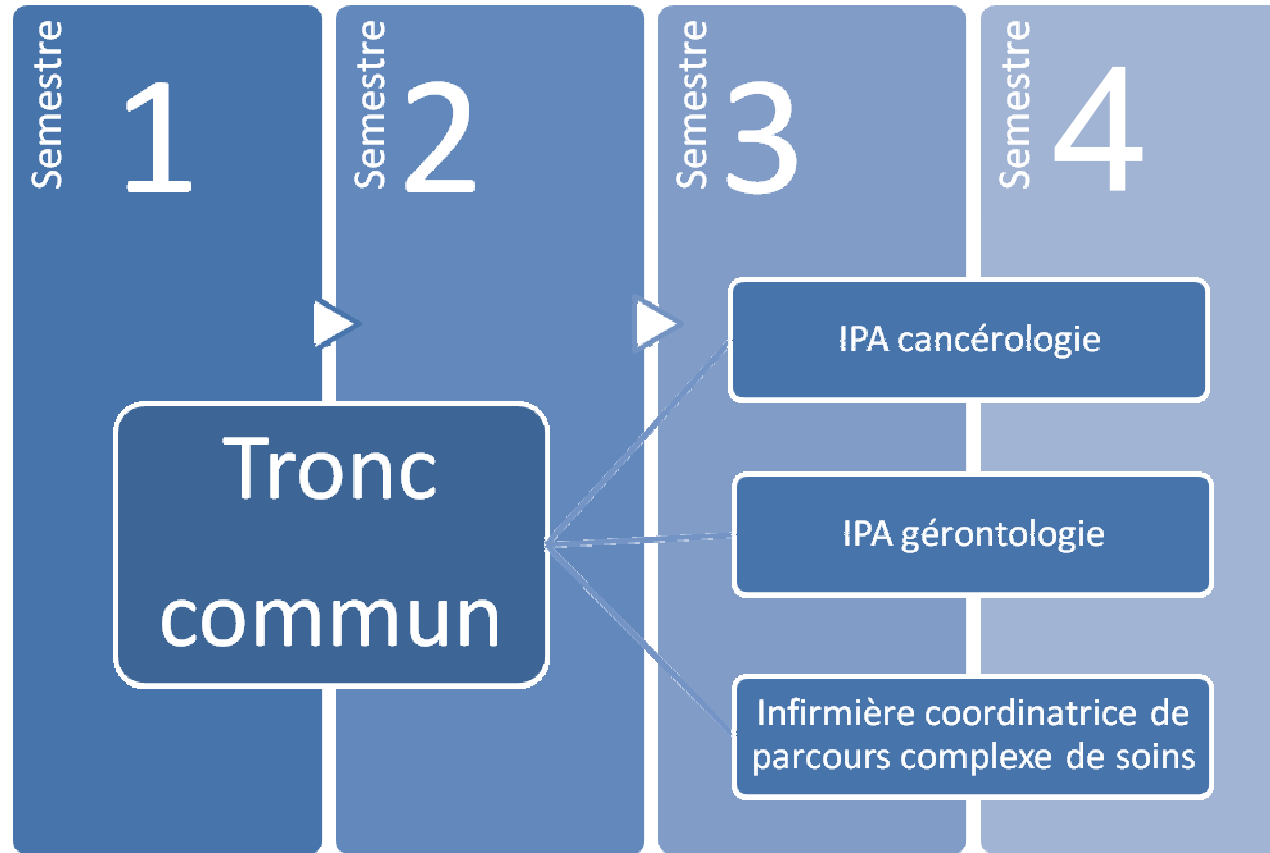 Semestre
1
Semestre
2
Semestre
3
Semestre
4
Tronc
commun
IPA cancérologie
IPA gérontologie
Infirmière coordinatrice de
parcours complexe de soins